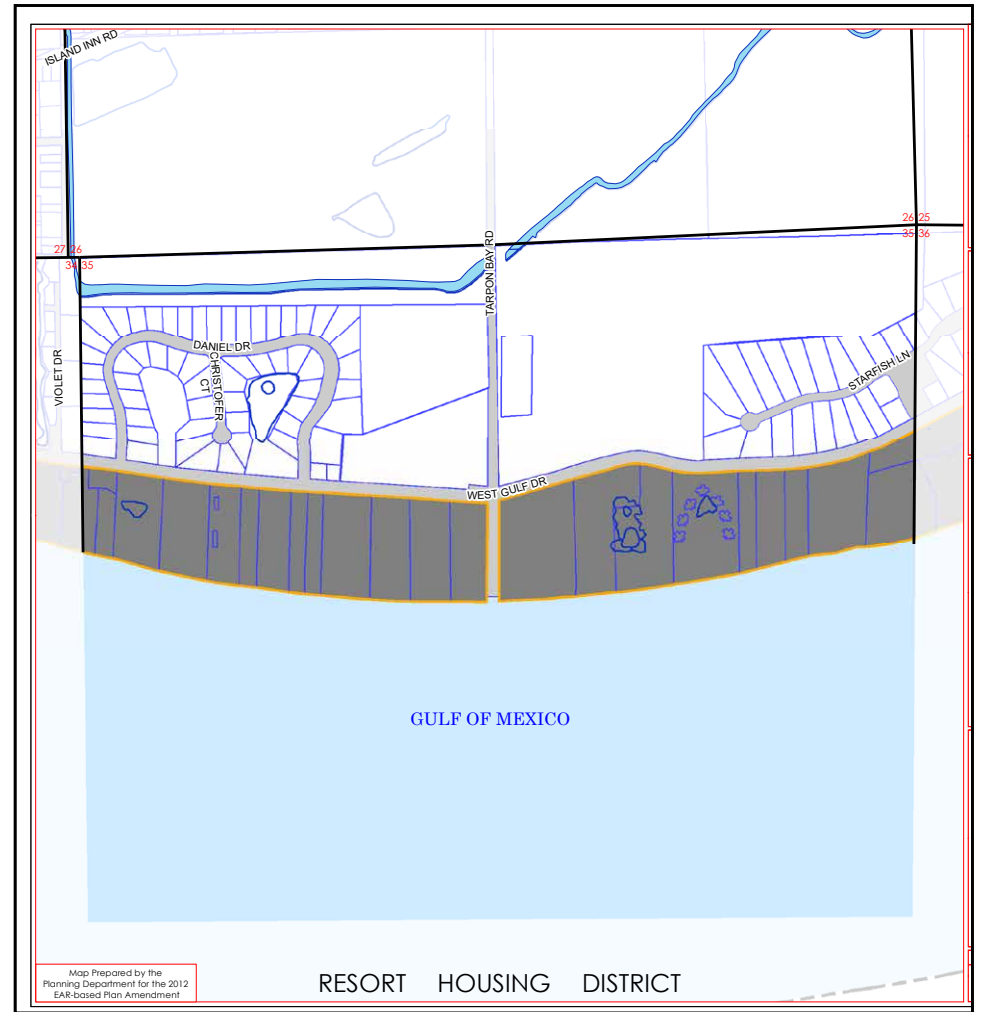 ISLAND INN RD
26 25
35 36
27 26
34 35
TARPON BAY RD
VIOLET DR
DANIEL DR
CHRISTOFER
CT
STARFISH LN
WEST GULF DR
GULF OF MEXICO
Map Prepared by the
Planning Department for the 2012
EAR-based Plan Amendment
RESORT HOUSING DISTRICT